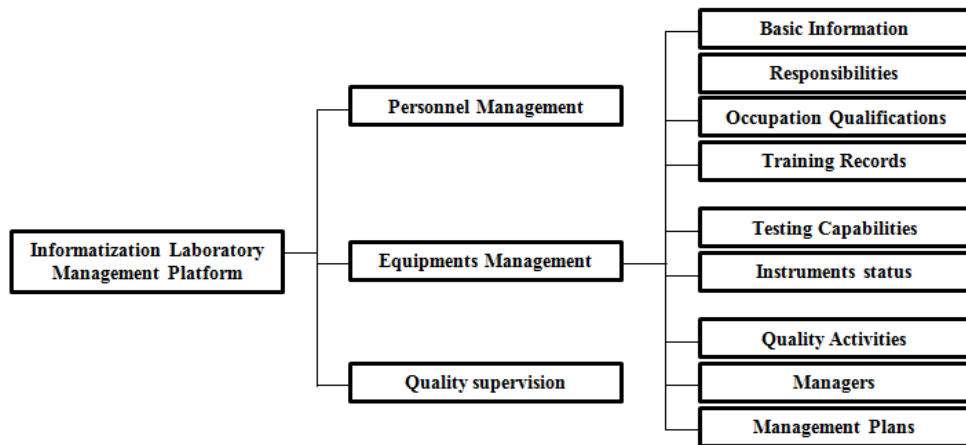 Informatization Laboratory
Management Platform
Personnel Management
Equipments Management
Quality supervision
Basic Information
Responsibilities
Occupation Qualifications
Training Records
Testing Capabilities
Instruments status
Quality Activities
Managers
Management Plans